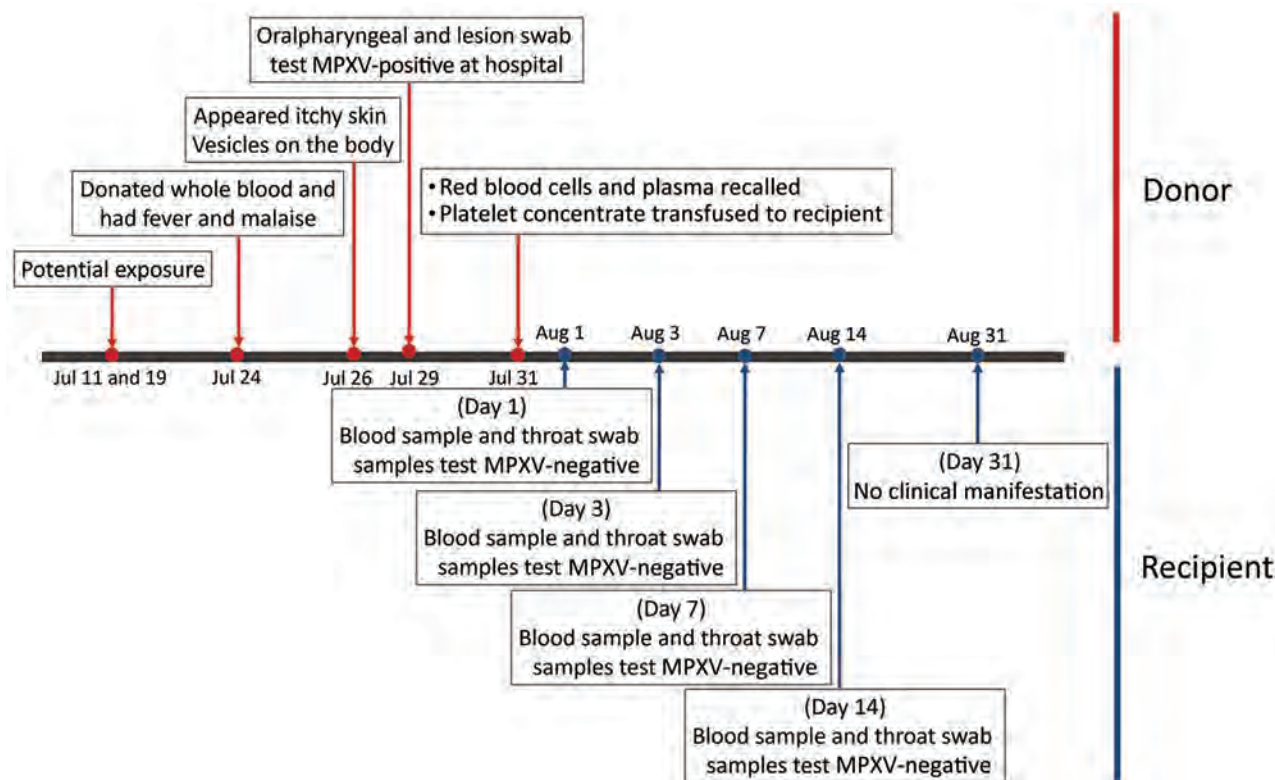 Oralpharyngeal and lesion swab
test MPXV-positive at hospital
Appeared itchy skin
Vesicles on the body
Donated whole blood and
had fever and malaise
•Red blood cells and plasma recalled
•Platelet concentrate transfused to recipient
Potential exposure
Donor
Aug 1
Aug 3
Aug 7
Aug 14
Aug 31
Jul 11 and 19
Jul 24
Jul 26
Jul 29
Jul 31
(Day 1)
Blood sample and throat swab
samples test MPXV-negative
(Day 31)
No clinical manifestation
(Day 3)
Blood sample and throat swab
samples test MPXV-negative
Recipient
(Day 7)
Blood sample and throat swab
samples test MPXV-negative
(Day 14)
Blood sample and throat swab
samples test MPXV-negative